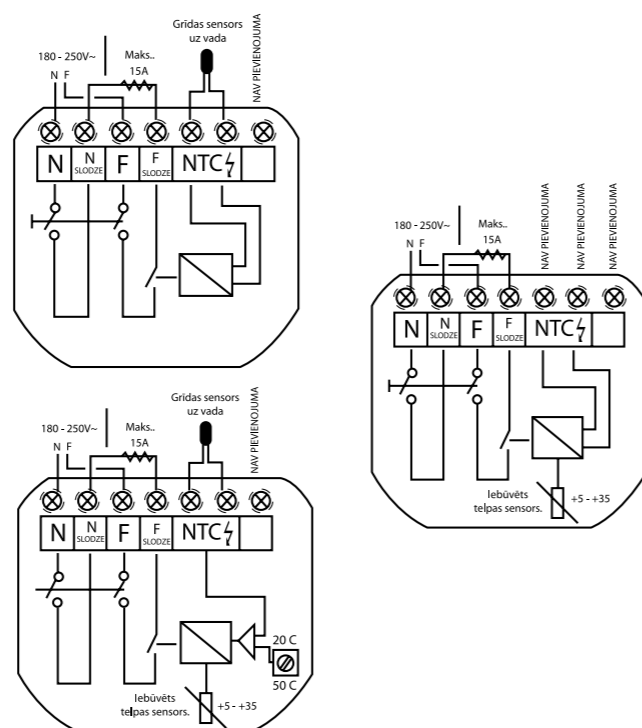 Grīdas sensors
uz vada
180 - 250V~
Maks..
15A
N F
NAV PIEVIENOJUMA
N
N
SLODZE
F
F
SLODZE
NTC
180 - 250V~
Maks..
15A
N F
NAV PIEVIENOJUMA
NAV PIEVIENOJUMA
NAV PIEVIENOJUMA
N
N
SLODZE
F
F
SLODZE
NTC
Iebūvēts
telpas sensors.
+5 - +35
Grīdas sensors
uz vada
180 - 250V~
Maks..
15A
N F
NAV PIEVIENOJUMA
N
N
SLODZE
F
F
SLODZE
NTC
20 C
50 C
Iebūvēts
telpas sensors.
+5 - +35